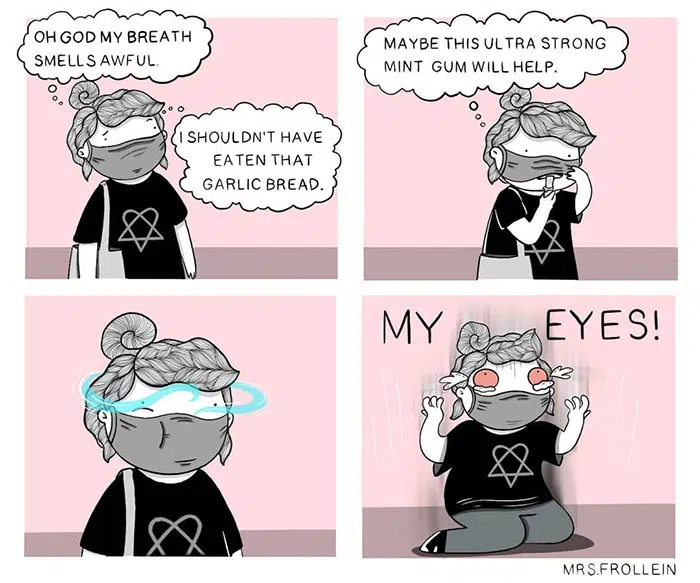 OH GOD MY BREATH
SMELLS AWFUL.
I SHOULDN'T HAVE
EATEN THAT
GARLIC BREAD.
MAYBE THIS ULTRA STRONG
MINT GUM WILL HELP.
MY EYES!
MRS.FROLLEIN